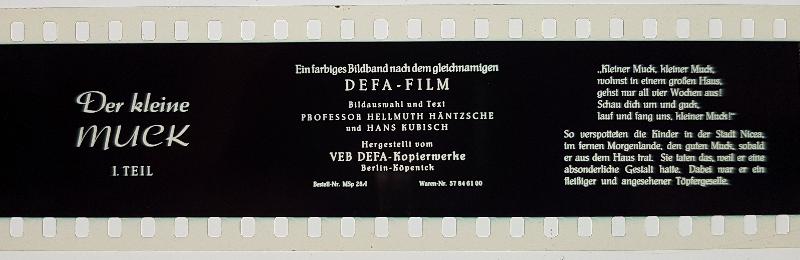 Der kleine
MUCK
I. TEIL
Ein farbiges Bildband nach dem gleichnamigen
DEFA-FILM
Bildauswahl und Text
PROFESSOR HELLMUTH HÄNTZSCHE
und HANS KUBISCH
Hergestellt vom
VEB DEFA-Kopierwerke
Berlin-Köpenick
Bestell-Nr. MSp 28/I Waren-Nr. 57 84 61 00
„Kleiner Muck, kleiner Muck,
wohnst in einem großen Haus,
gehst nur all vier Wochen aus!
Schau dich um und guck,
lauf und fang uns, kleiner Muck!“
So verspotteten die Kinder in der Stadt Nicea,
im fernen Morgenlande, den guten Muck, sobald
er aus dem Haus trat. Sie taten das, weil er eine
absonderliche Gestalt hatte. Dabei war er ein
fleißiger und angesehener Töpfergeselle.